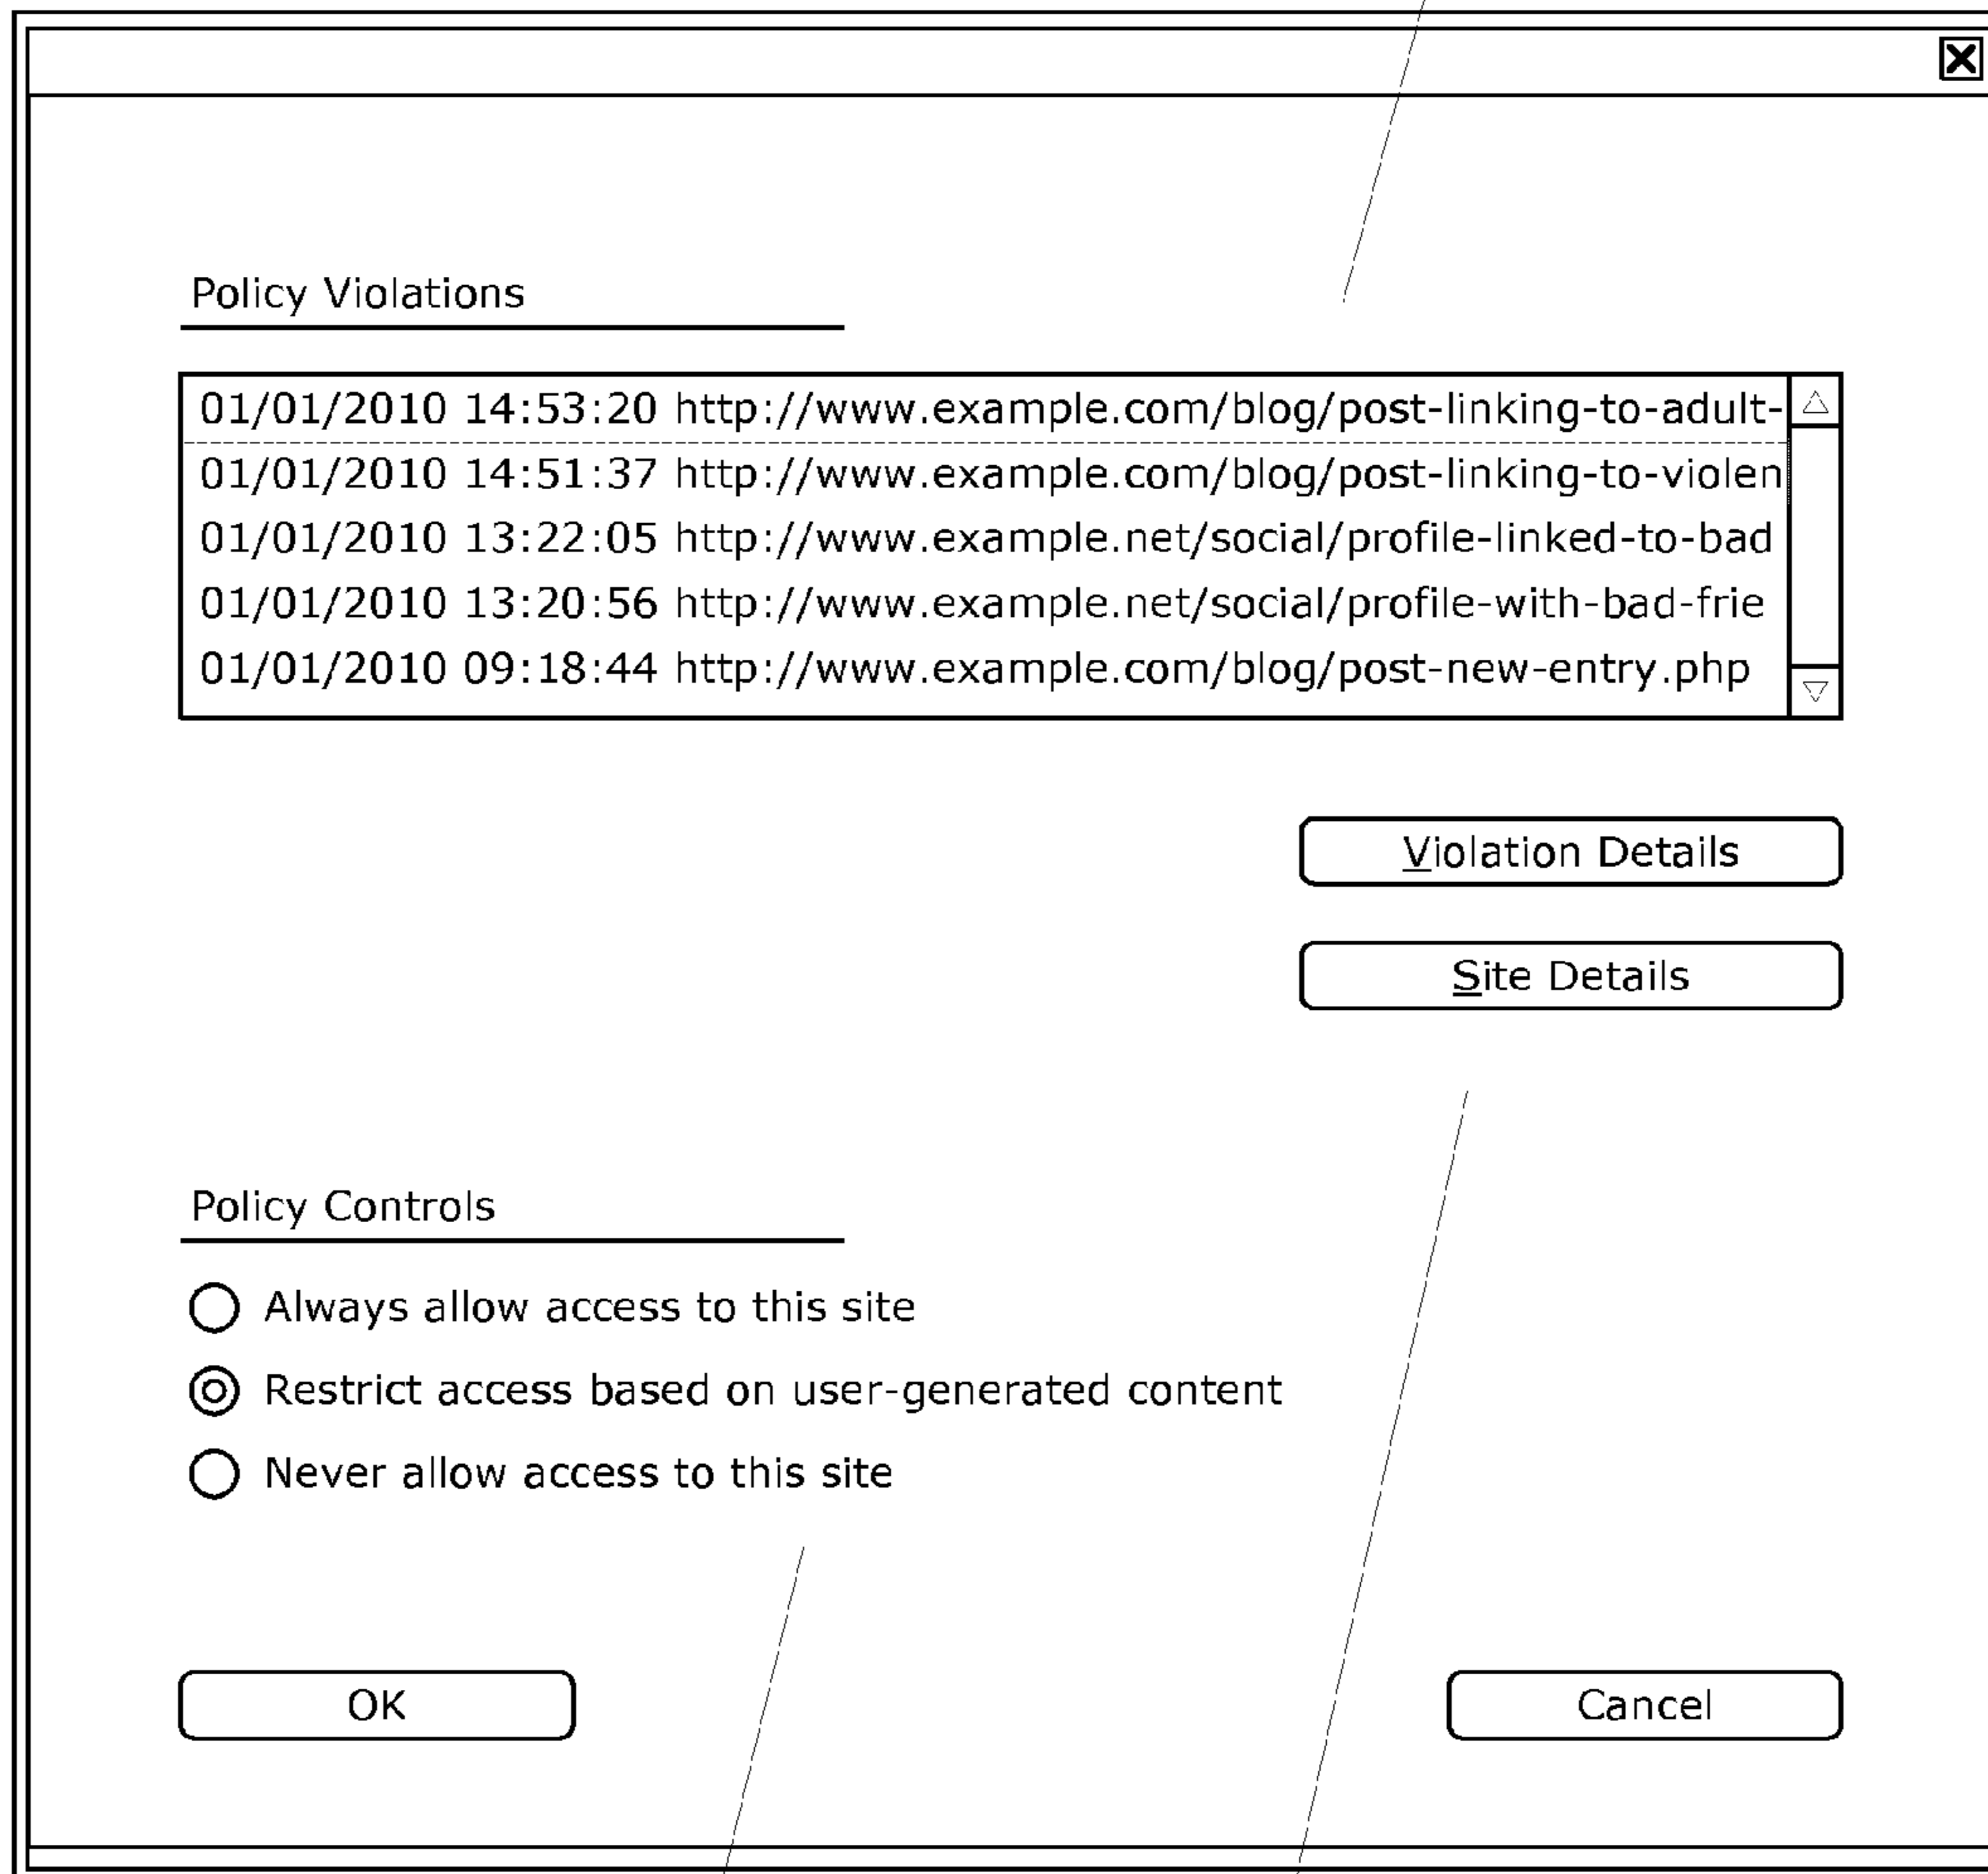 Policy Violations
01/01/2010 14:53:20 http://www.example.com/blog/post-linking-to-adult-
01/01/2010 14:51:37 http://www.example.com/blog/post-linking-to-violen
01/01/2010 13:22:05 http://www.example.net/social/profile-linked-to-bad
01/01/2010 13:20:56 http://www.example.net/social/profile-with-bad-frie
01/01/2010 09:18:44 http://www.example.com/blog/post-new-entry.php
Violation Details
Site Details
Policy Controls
Always allow access to this site
Restrict access based on user-generated content
Never allow access to this site
OK
Cancel